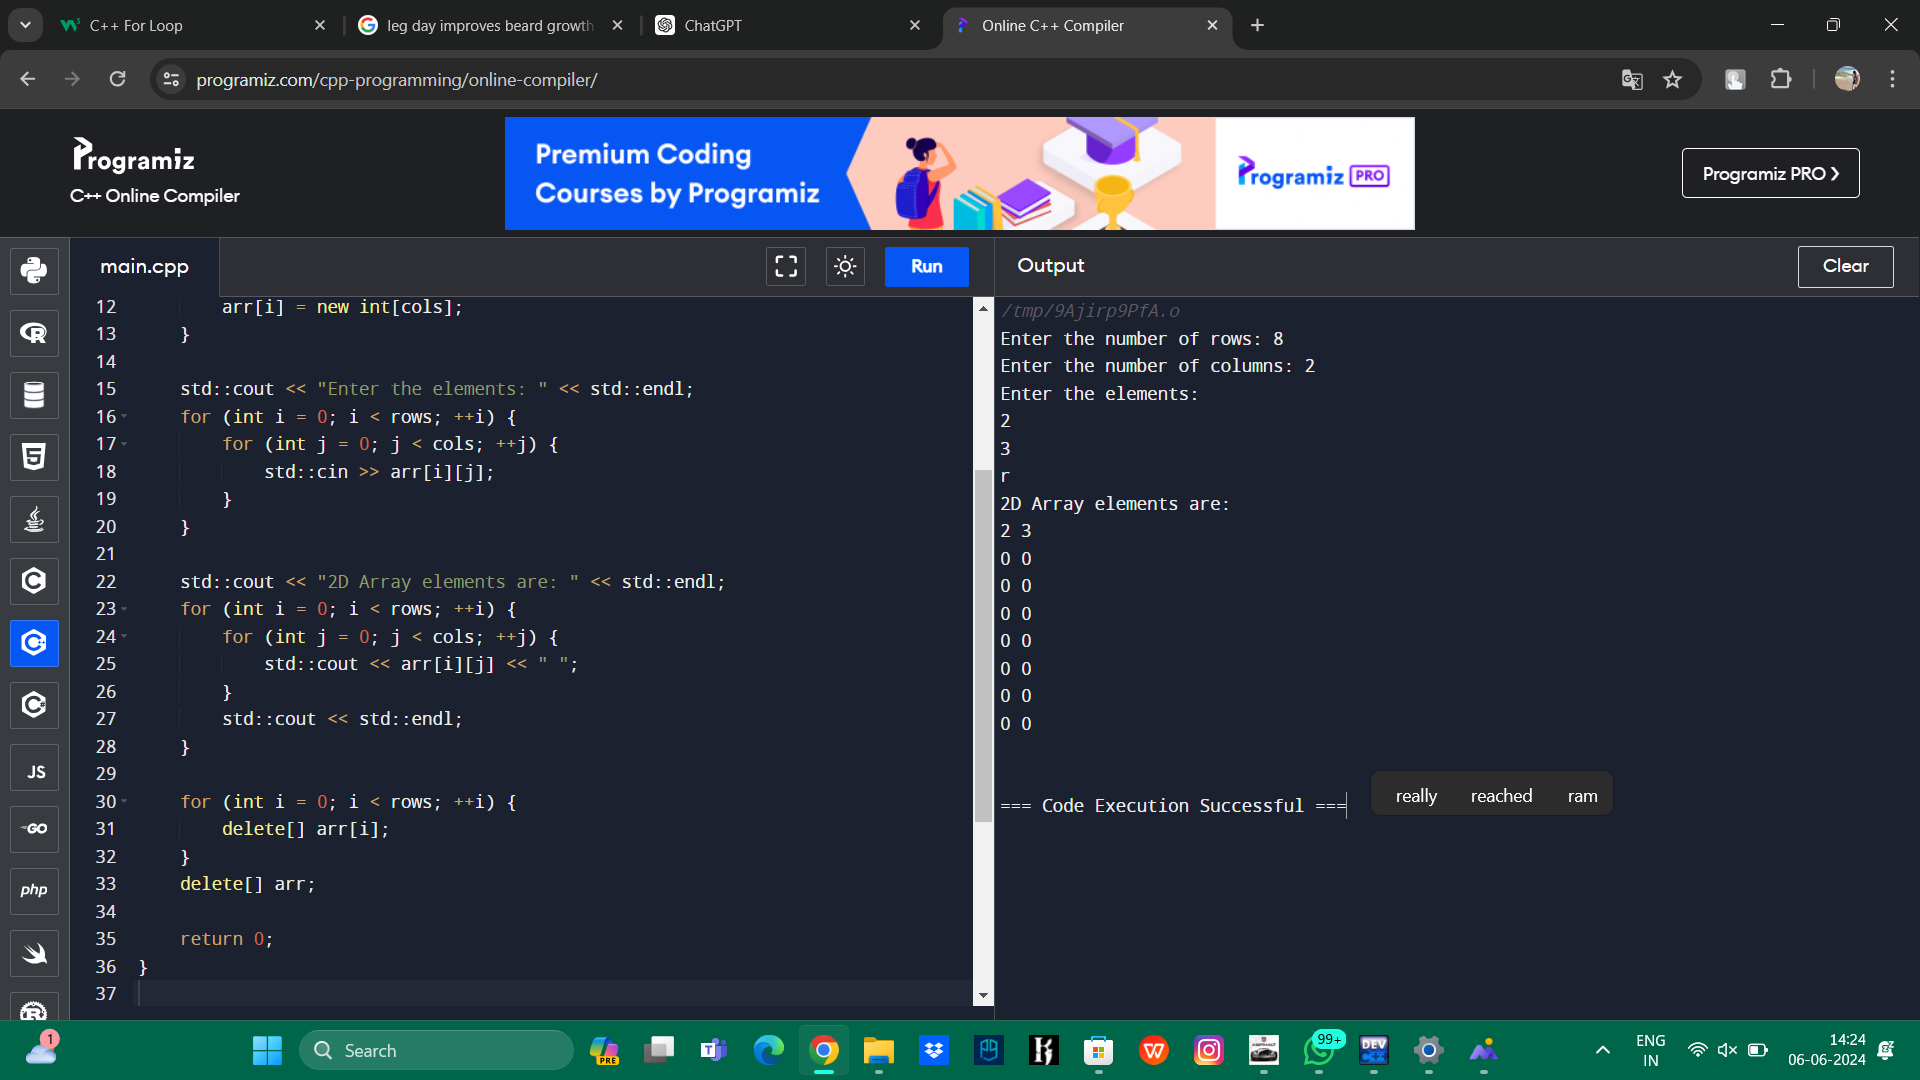 C++ For Loop
leg day improves beard growth
ChatGPT
Online C++ Compiler
programiz.com/cpp-programming/online-compiler/
Programiz
C++ Online Compiler
Premium Coding
Courses by Programiz
Programiz PRO
Programiz PRO
main.cpp
Run
Output
Clear
12 arr[i] = new int[cols];
13 }
14
15 std::cout << "Enter the elements: " << std::endl;
16 for (int i = 0; i < rows; ++i) {
17 for (int j = 0; j < cols; ++j) {
18 std::cin >> arr[i][j];
19 }
20 }
21
22 std::cout << "2D Array elements are: " << std::endl;
23 for (int i = 0; i < rows; ++i) {
24 for (int j = 0; j < cols; ++j) {
25 std::cout << arr[i][j] << " ";
26 }
27 std::cout << std::endl;
28 }
29
30 for (int i = 0; i < rows; ++i) {
31 delete[] arr[i];
32 }
33 delete[] arr;
34
35 return 0;
36 }
37
/tmp/9Ajirp9PfA.o
Enter the number of rows: 8
Enter the number of columns: 2
Enter the elements:
2
3
r
2D Array elements are:
2 3
0 0
0 0
0 0
0 0
0 0
0 0
0 0
=== Code Execution Successful ===
really reached ram
JS
GO
php
1
Search
PRE
99+
DEV
ENG
IN
14:24
06-06-2024